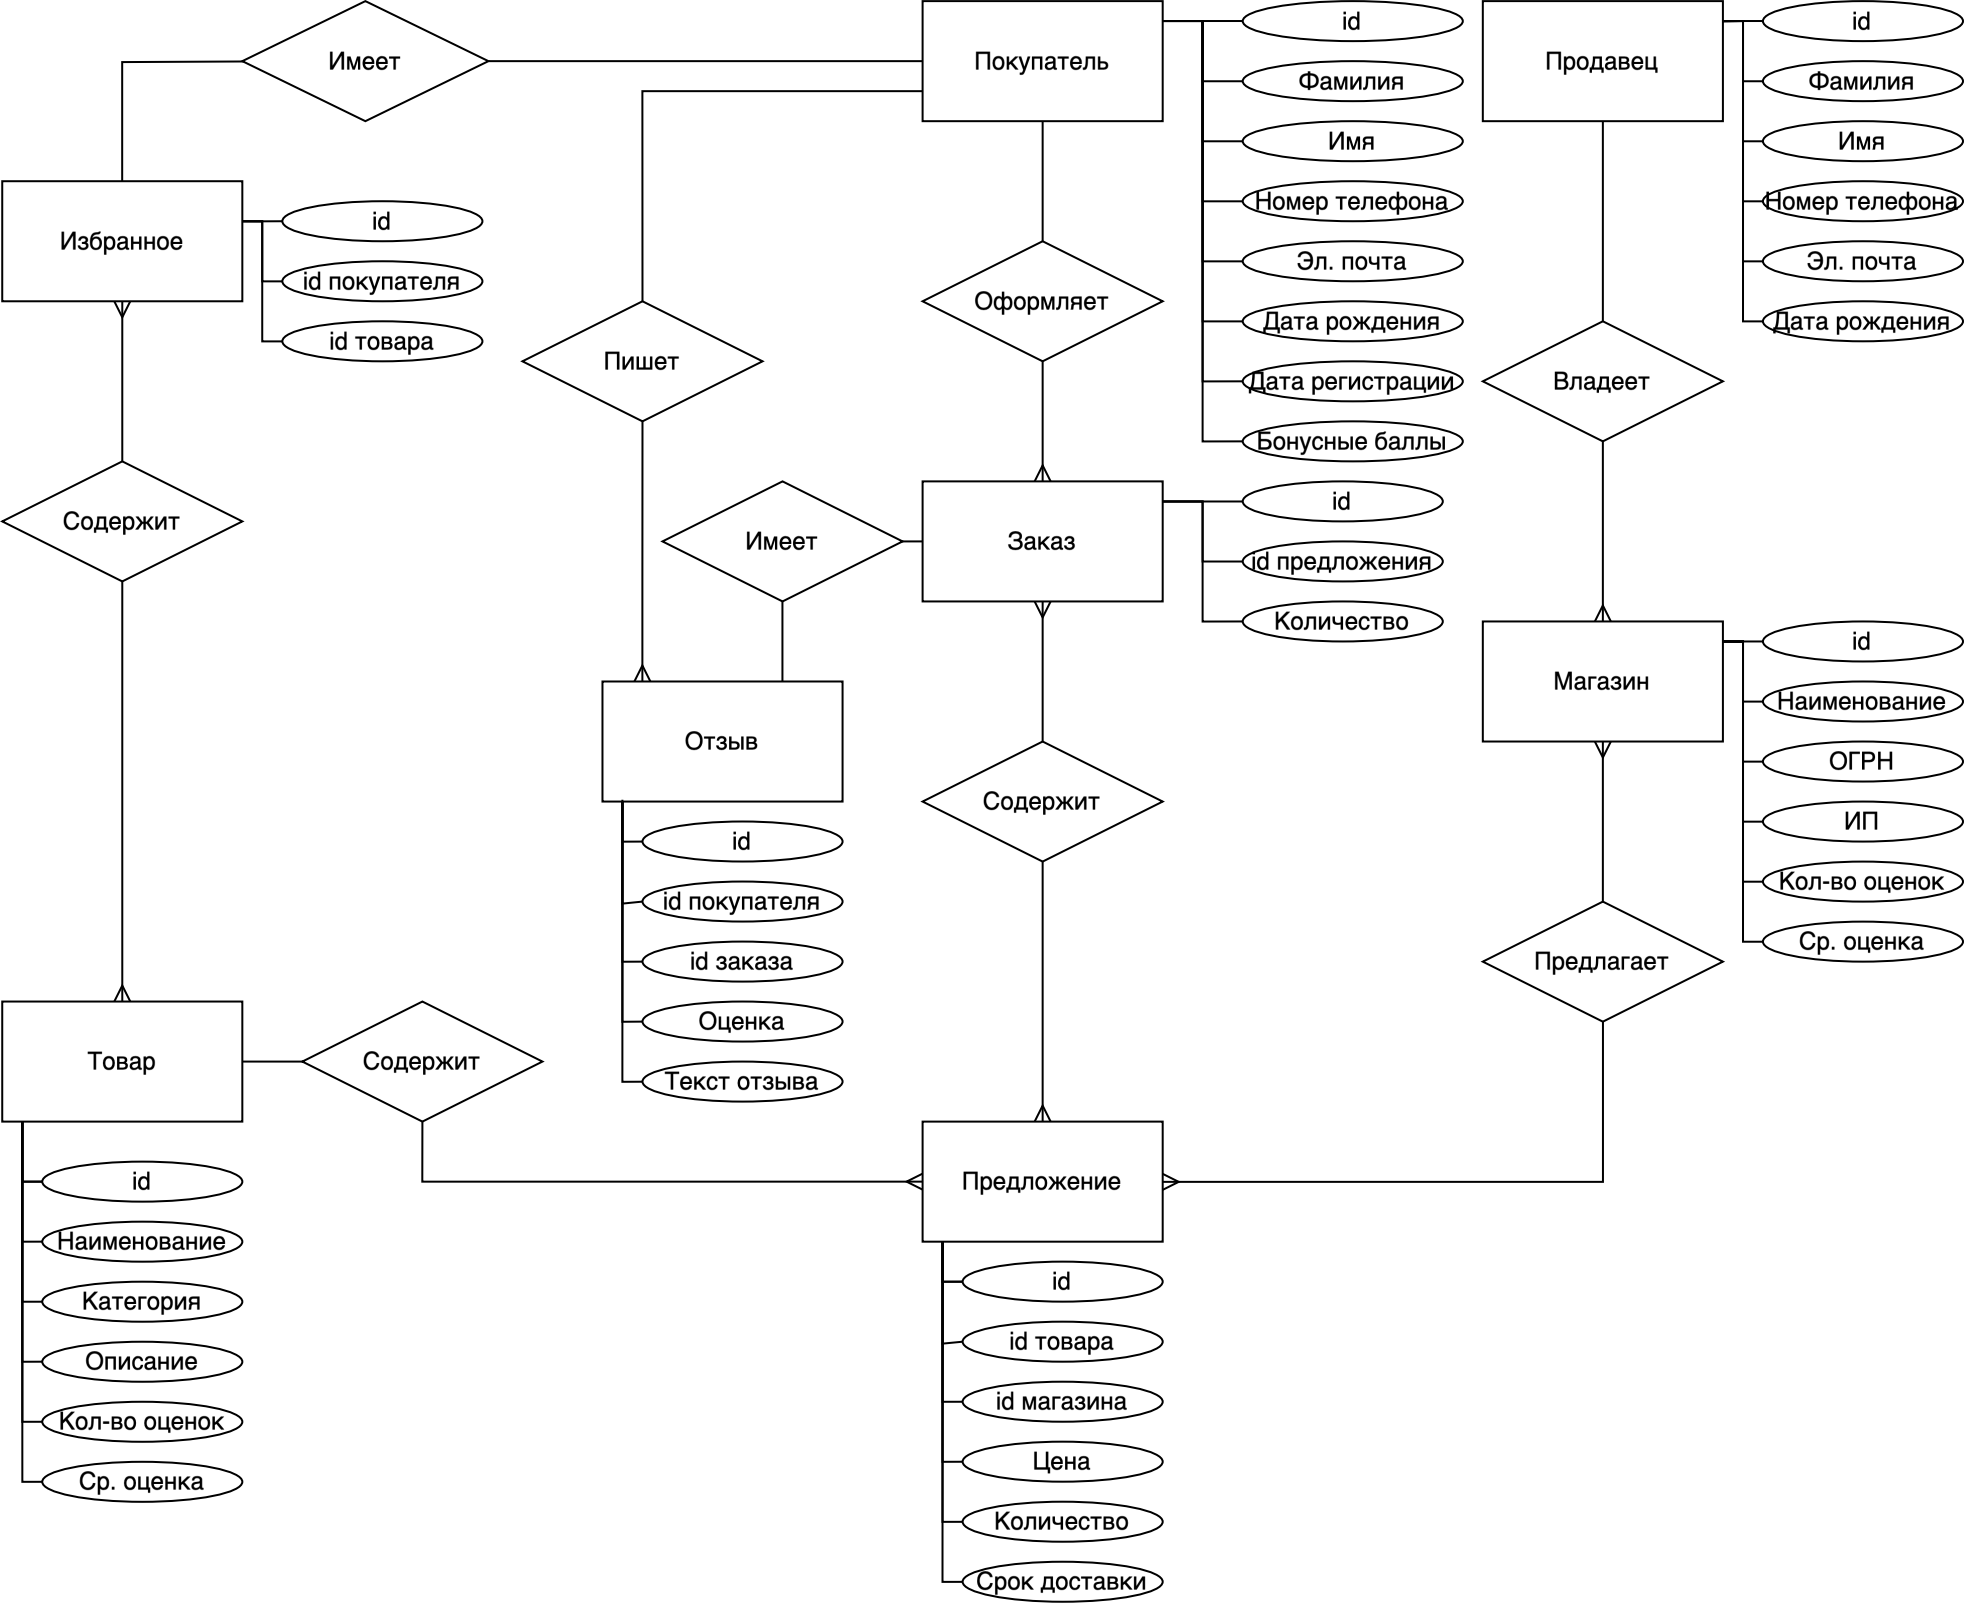 Имеет
Покупатель
id
Фамилия
Имя
Номер телефона
Эл. почта
Дата рождения
Дата регистрации
Бонусные баллы
Продавец
id
Фамилия
Имя
Номер телефона
Эл. почта
Дата рождения
Избранное
id
id покупателя
id товара
Пишет
Оформляет
Владеет
Содержит
Имеет
Заказ
id
id предложения
Количество
Магазин
id
Наименование
ОГРН
ИП
Кол-во оценок
Ср. оценка
Отзыв
id
id покупателя
id заказа
Оценка
Текст отзыва
Содержит
Предлагает
Товар
id
Наименование
Категория
Описание
Кол-во оценок
Ср. оценка
Содержит
Предложение
id
id товара
id магазина
Цена
Количество
Срок доставки